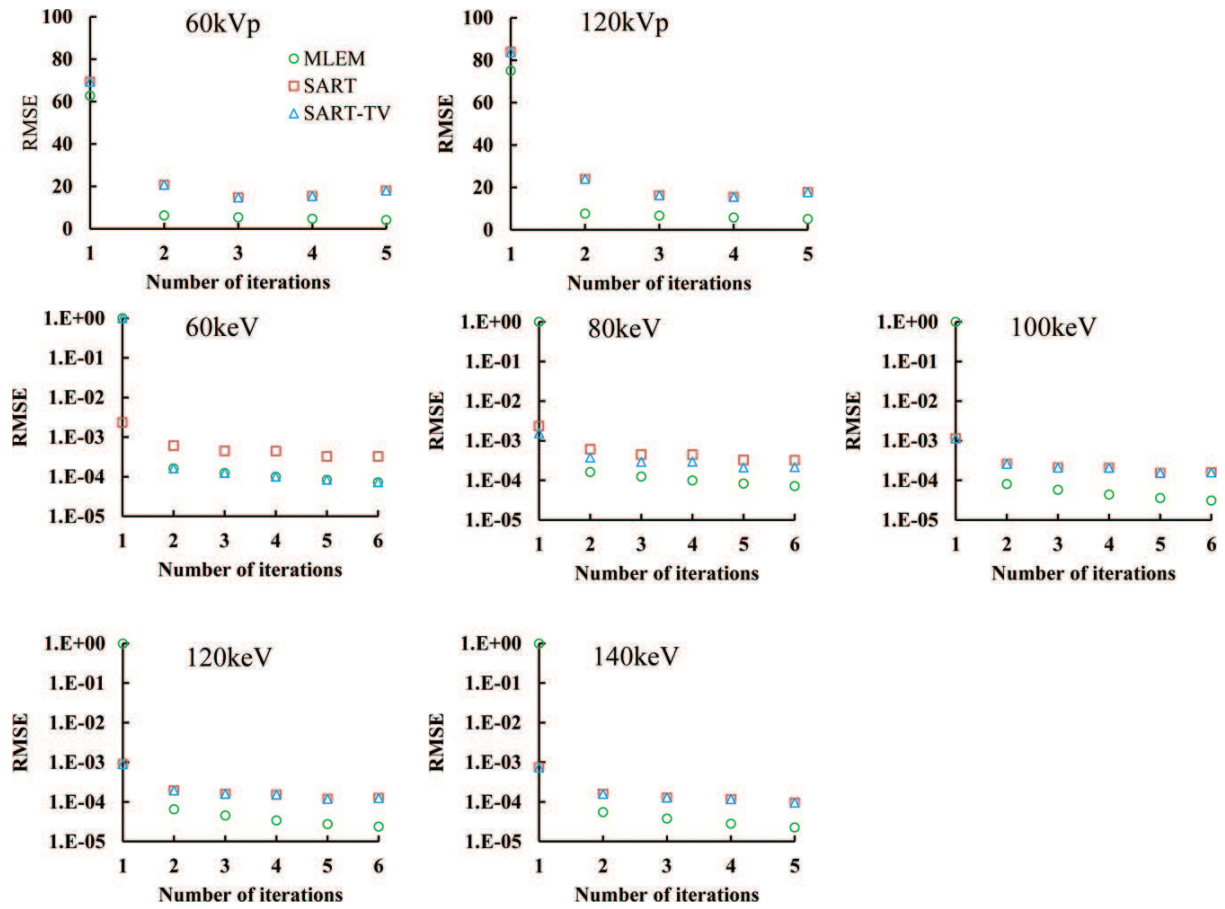 60kVp
100
80
60
40
20
0
RMSE
MLEM
SART
SART-TV
1 2 3 4 5
Number of iterations
120kVp
100
80
60
40
20
0
RMSE
1 2 3 4 5
Number of iterations
60keV
1.E+00
1.E-01
1.E-02
1.E-03
1.E-04
1.E-05
RMSE
1 2 3 4 5 6
Number of iterations
80keV
1.E+00
1.E-01
1.E-02
1.E-03
1.E-04
1.E-05
RMSE
1 2 3 4 5 6
Number of iterations
100keV
1.E+00
1.E-01
1.E-02
1.E-03
1.E-04
1.E-05
RMSE
1 2 3 4 5 6
Number of iterations
120keV
1.E+00
1.E-01
1.E-02
1.E-03
1.E-04
1.E-05
RMSE
1 2 3 4 5 6
Number of iterations
140keV
1.E+00
1.E-01
1.E-02
1.E-03
1.E-04
1.E-05
RMSE
1 2 3 4 5
Number of iterations